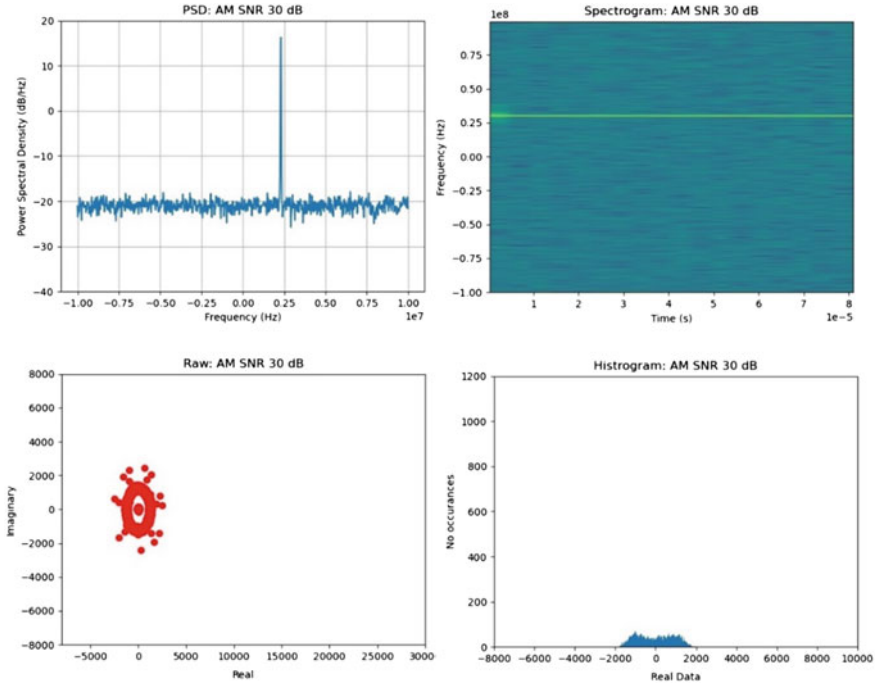 PSD: AM SNR 30 dB
20
10
0
−10
−20
−30
−40
Power Spectral Density (dB/Hz)
−1.00 −0.75 −0.50 −0.25 0.00 0.25 0.50 0.75 1.00
1e7
Frequency (Hz)
Spectrogram: AM SNR 30 dB
1e8
0.75
0.50
0.25
0.00
−0.25
−0.50
−0.75
−1.00
Frequency (Hz)
1 2 3 4 5 6 7 8
1e−5
Time (s)
Raw: AM SNR 30 dB
8000
6000
4000
2000
0
−2000
−4000
−6000
−8000
Imaginary
−5000 0 5000 10000 15000 20000 25000 3000
Real
Histrogram: AM SNR 30 dB
1200
1000
800
600
400
200
0
No occurances
−8000 −6000 −4000 −2000 0 2000 4000 6000 8000 10000
Real Data